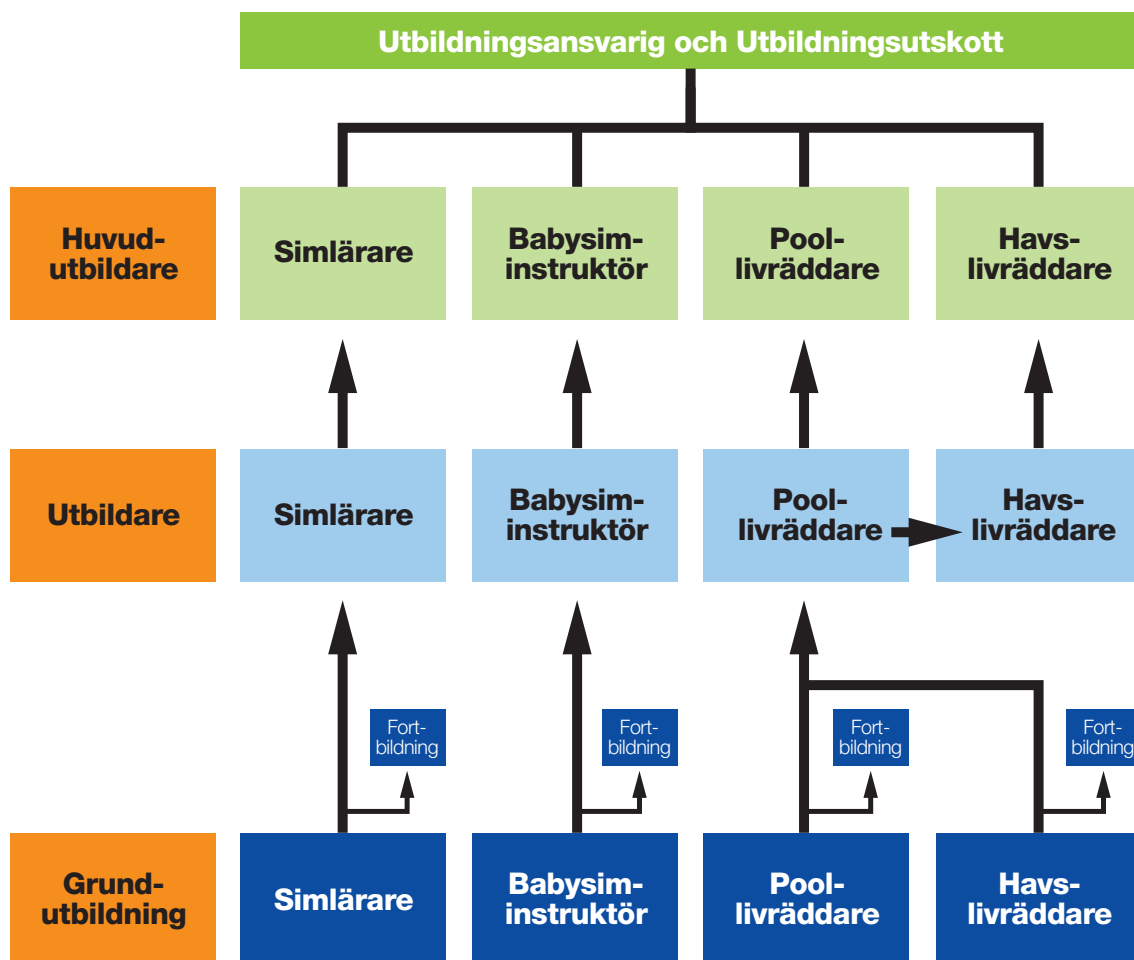 Utbildningsansvarig och Utbildningsutskott
Huvud-
utbildare
Simlärare
Babysim-
instruktör
Pool-
livräddare
Havs-
livräddare
Utbildare
Simlärare
Babysim-
instruktör
Pool-
livräddare
Havs-
livräddare
Fort-
bildning
Fort-
bildning
Fort-
bildning
Fort-
bildning
Grund-
utbildning
Simlärare
Babysim-
instruktör
Pool-
livräddare
Havs-
livräddare